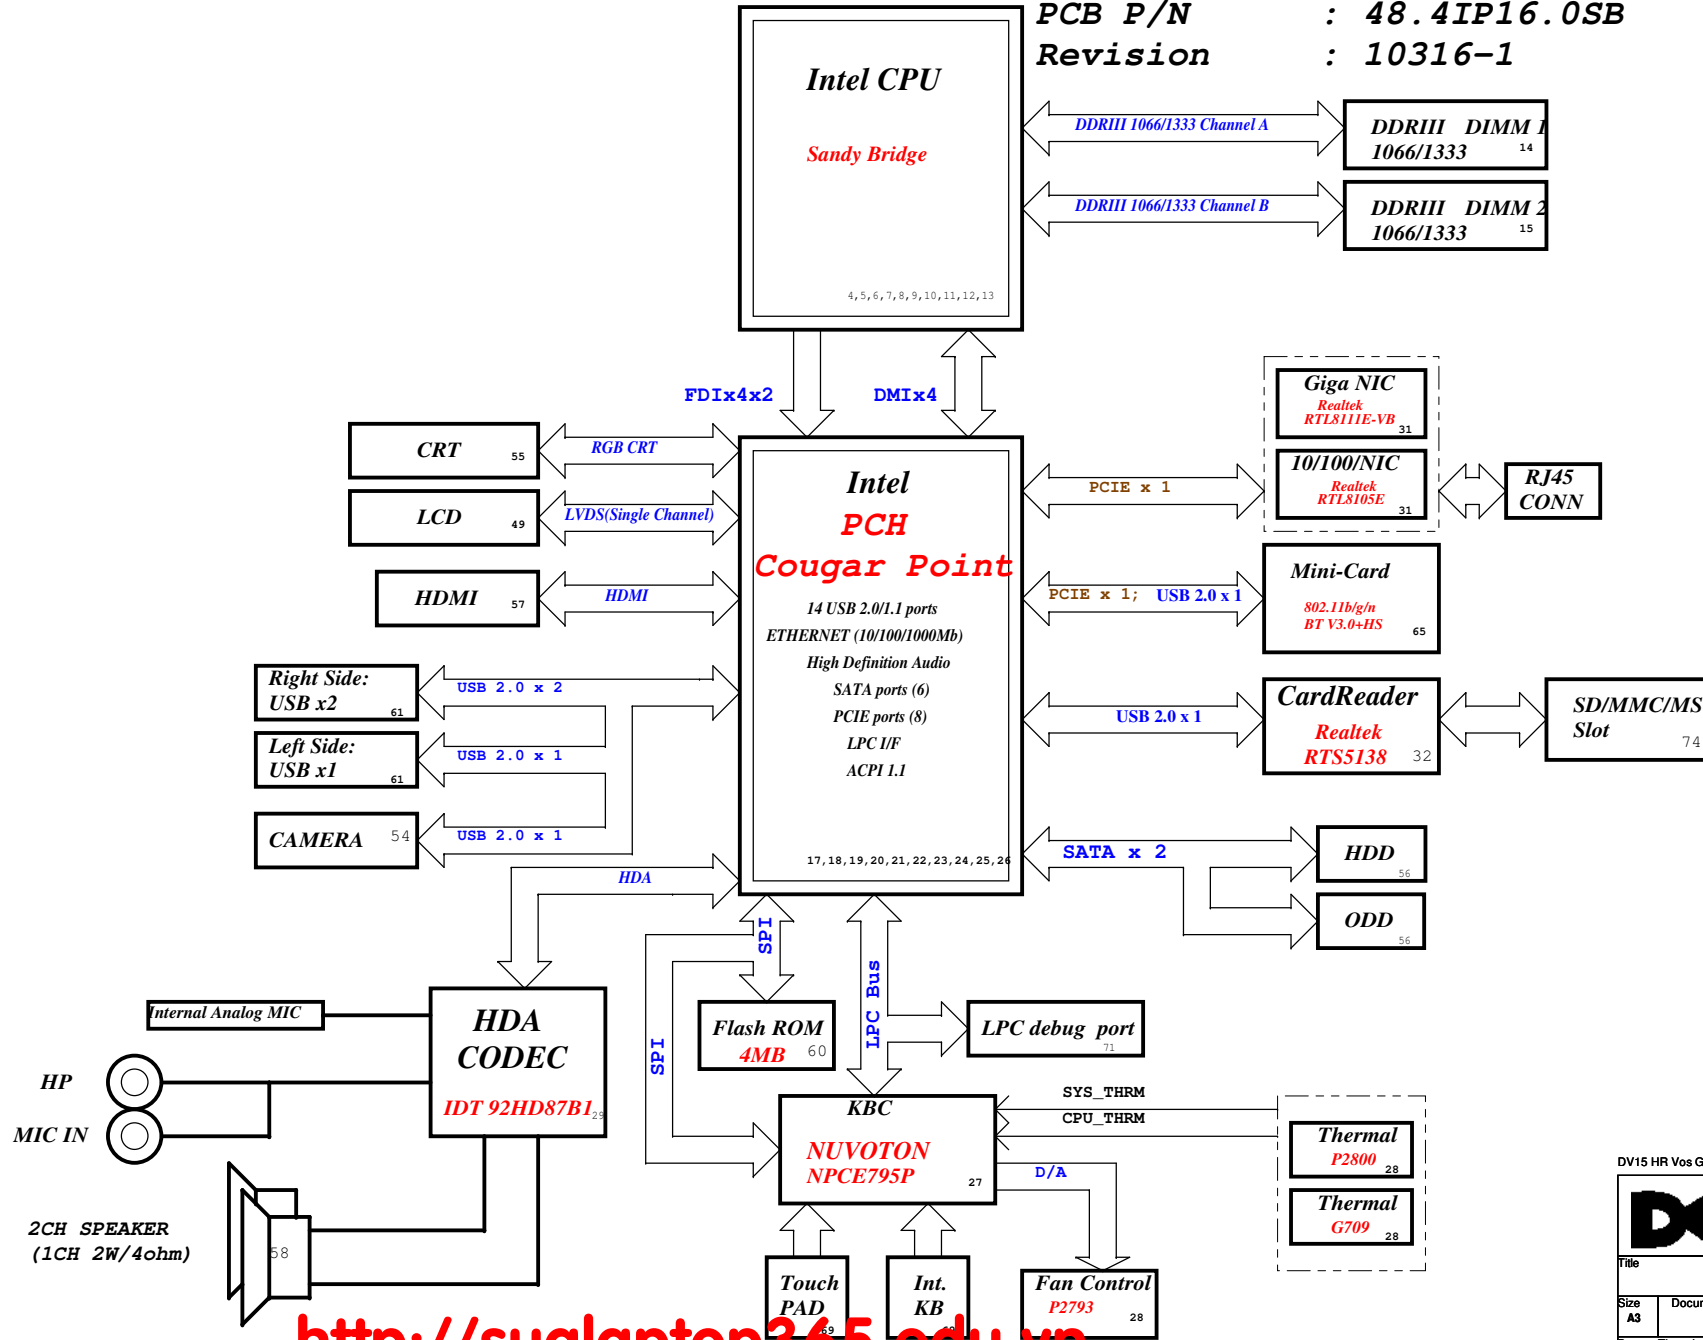 PCB P/N : 48.4IP16.0SB
Revision : 10316-1
Intel CPU
Sandy Bridge
4,5,6,7,8,9,10,11,12,13
DDRIII 1066/1333 Channel A
DDRIII DIMM 1
1066/1333 14
DDRIII 1066/1333 Channel B
DDRIII DIMM 2
1066/1333 15
FDIx4x2
DMIx4
CRT 55
RGB CRT
LCD 49
LVDS(Single Channel)
HDMI 57
HDMI
Intel
PCH
Cougar Point
14 USB 2.0/1.1 ports
ETHERNET (10/100/1000Mb)
High Definition Audio
SATA ports (6)
PCIE ports (8)
LPC I/F
ACPI 1.1
17,18,19,20,21,22,23,24,25,26
PCIE x 1
Giga NIC
Realtek
RTL8111E-VB 31
10/100/NIC
Realtek
RTL8105E
31
RJ45
CONN
PCIE x 1; USB 2.0 x 1
Mini-Card
802.11b/g/n
BT V3.0+HS 65
USB 2.0 x 1
CardReader
Realtek
RTS5138 32
SD/MMC/MS
Slot 74
Right Side:
USB x2 61
USB 2.0 x 2
Left Side:
USB x1 61
USB 2.0 x 1
CAMERA 54
USB 2.0 x 1
HDA
SATA x 2
HDD
56
ODD
56
SPI
SPI
LPC Bus
Flash ROM
4MB 60
LPC debug port
71
Internal Analog MIC
HDA
CODEC
IDT 92HD87B1 29
HP
MIC IN
2CH SPEAKER
(1CH 2W/4ohm)
58
KBC
NUVOTON
NPCE795P 27
SYS_THRM
CPU_THRM
D/A
Thermal
P2800 28
Thermal
G709 28
Touch
PAD 69
Int.
KB
Fan Control
P2793 28
DV15 HR Vos G
Title
Size
A3
Docu
http://sualaptop365.edu.vn